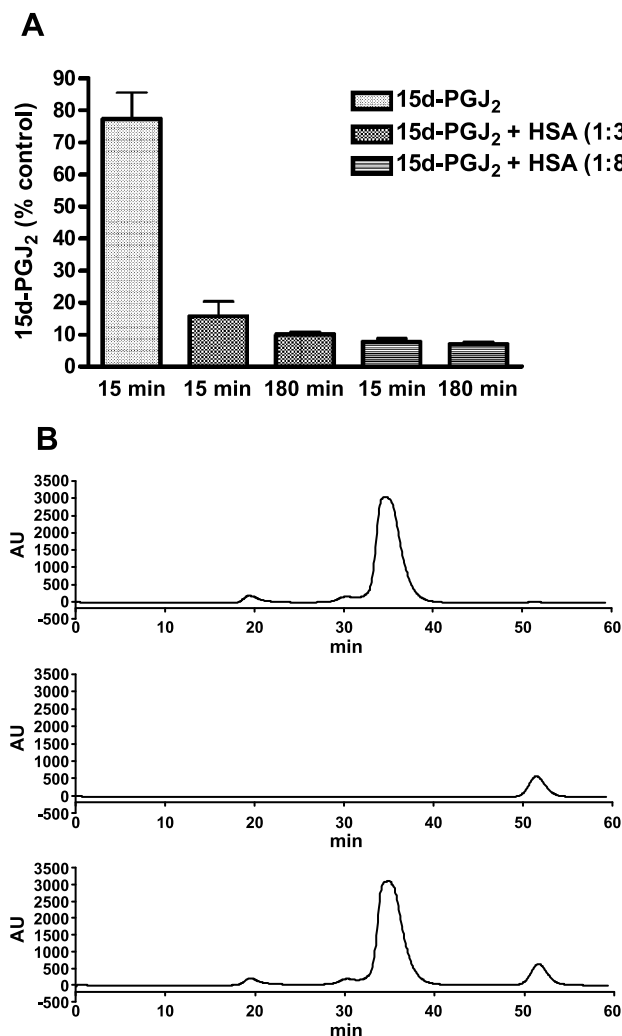 A
15d-PGJ₂ (% control)
90
80
70
60
50
40
30
20
10
0
15d-PGJ₂
15d-PGJ₂ + HSA (1:3
15d-PGJ₂ + HSA (1:8
15 min 15 min 180 min 15 min 180 min
B
AU
3500
3000
2500
2000
1500
1000
500
0
-500
0 10 20 30 40 50 60
min
AU
3500
3000
2500
2000
1500
1000
500
0
-500
0 10 20 30 40 50 60
min
AU
3500
3000
2500
2000
1500
1000
500
0
-500
0 10 20 30 40 50 60
min